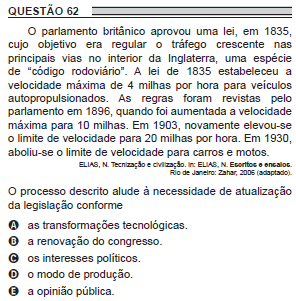 QUESTÃO 62
O parlamento britânico aprovou uma lei, em 1835,
cujo objetivo era regular o tráfego crescente nas
principais vias no interior da Inglaterra, uma espécie
de “código rodoviário”. A lei de 1835 estabeleceu a
velocidade máxima de 4 milhas por hora para veículos
autopropulsionados. As regras foram revistas pelo
parlamento em 1896, quando foi aumentada a velocidade
máxima para 10 milhas. Em 1903, novamente elevou-se
o limite de velocidade para 20 milhas por hora. Em 1930,
aboliu-se o limite de velocidade para carros e motos.
ELIAS, N. Tecnização e civilização. In: ELIAS, N. Escritos e ensaios.
Rio de Janeiro: Zahar, 2006 (adaptado).
O processo descrito alude à necessidade de atualização
da legislação conforme
A as transformações tecnológicas.
B a renovação do congresso.
C os interesses políticos.
D o modo de produção.
E a opinião pública.